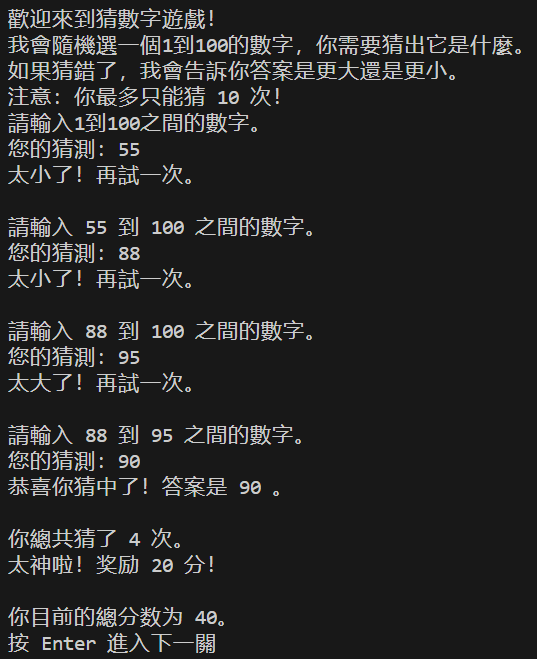 歡迎來到猜數字遊戲!
我會隨機選一個1到100的數字, 你需要猜出它是什麼。
如果猜錯了, 我會告訴你答案是更大還是更小。
注意: 你最多只能猜 10 次!
請輸入1到100之間的數字。
您的猜測: 55
太小了! 再試一次。
請輸入 55 到 100 之間的數字。
您的猜測: 88
太小了! 再試一次。
請輸入 88 到 100 之間的數字。
您的猜測: 95
太大了! 再試一次。
請輸入 88 到 95 之間的數字。
您的猜測: 90
恭喜你猜中了! 答案是 90 。
你總共猜了 4 次。
太神啦! 奖励 20 分!
你目前的總分数为 40。
按 Enter 進入下一關